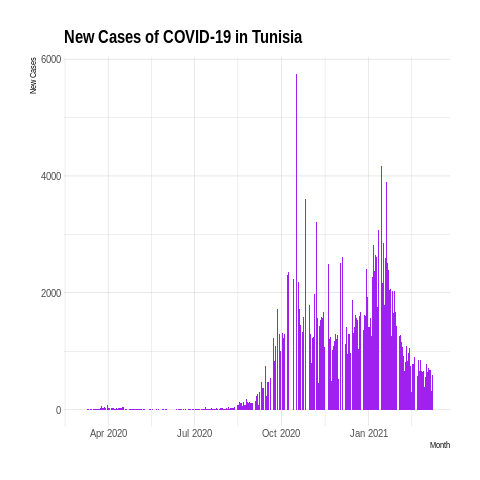 New Cases of COVID-19 in Tunisia
New Cases
6000
4000
2000
0
Apr 2020
Jul 2020
Oct 2020
Jan 2021
Month